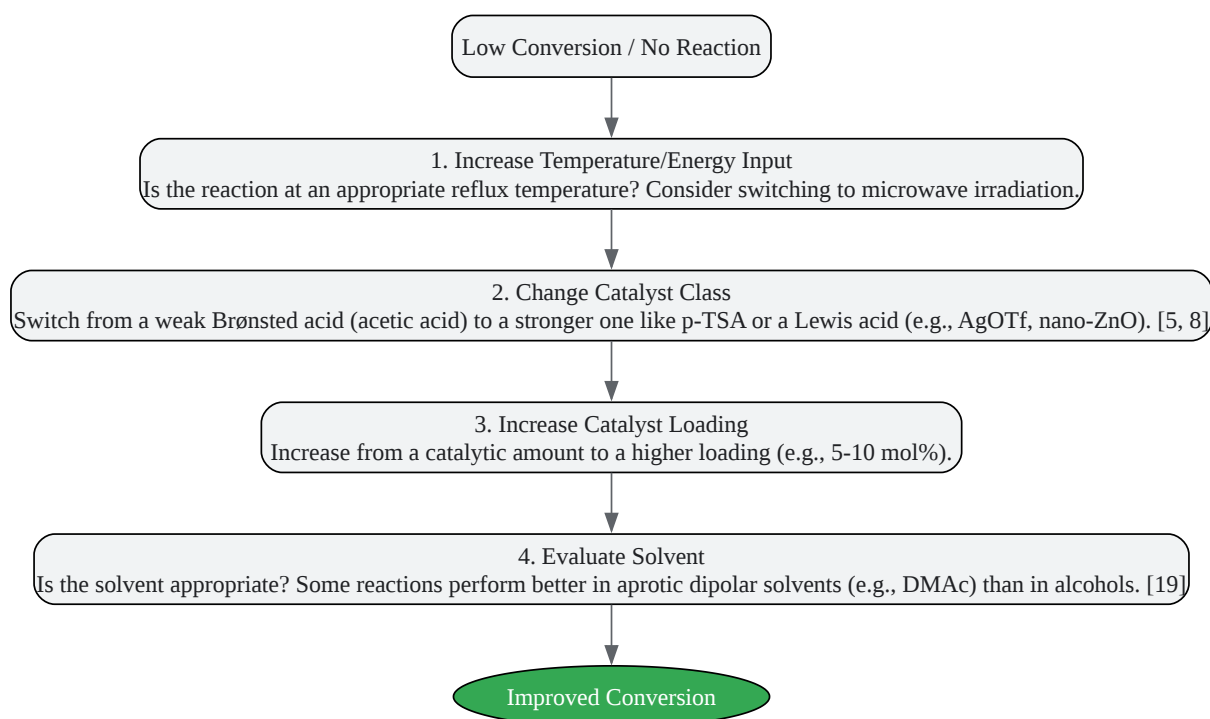 Low Conversion / No Reaction
1. Increase Temperature/Energy Input
Is the reaction at an appropriate reflux temperature? Consider switching to microwave irradiation.
2. Change Catalyst Class
Switch from a weak Brønsted acid (acetic acid) to a stronger one like p-TSA or a Lewis acid (e.g., AgOTf, nano-ZnO). [5, 8]
3. Increase Catalyst Loading
Increase from a catalytic amount to a higher loading (e.g., 5-10 mol%).
4. Evaluate Solvent
Is the solvent appropriate? Some reactions perform better in aprotic dipolar solvents (e.g., DMAc) than in alcohols. [19]
Improved Conversion